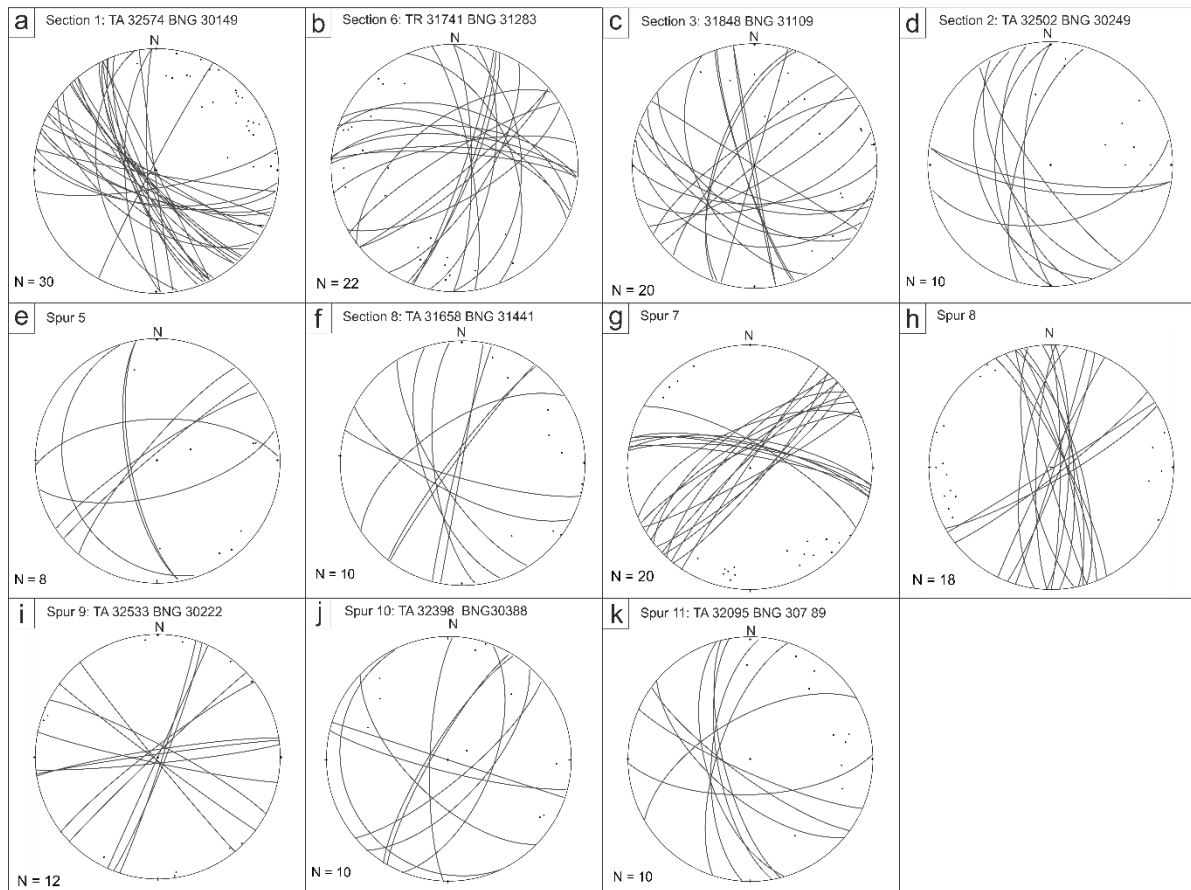 a Section 1: TA 32574 BNG 30149
N
N = 30
b Section 6: TR 31741 BNG 31283
N
N = 22
c Section 3: 31848 BNG 31109
N
N = 20
d Section 2: TA 32502 BNG 30249
N
N = 10
e Spur 5
N
N = 8
f Section 8: TA 31658 BNG 31441
N
N = 10
g Spur 7
N
N = 20
h Spur 8
N
N = 18
i Spur 9: TA 32533 BNG 30222
N
N = 12
j Spur 10: TA 32398 BNG30388
N
N = 10
k Spur 11: TA 32095 BNG 307 89
N
N = 10